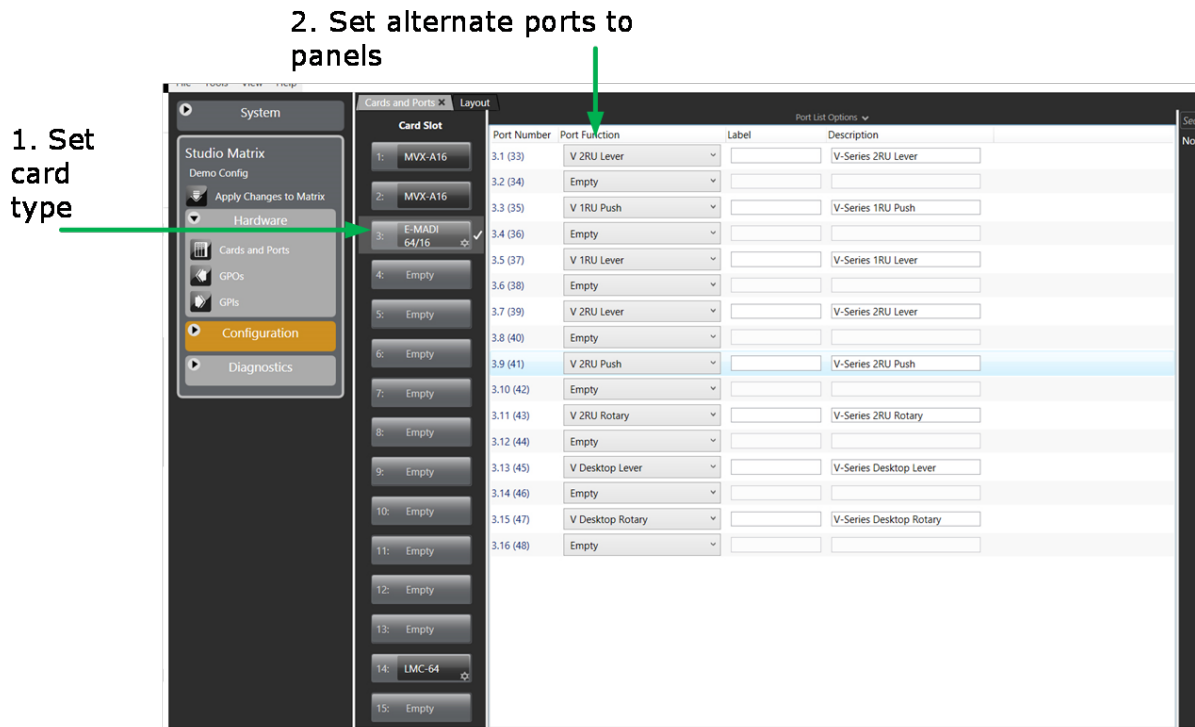 2. Set alternate ports to
panels
1. Set
card
type
File Tools View Help
System
Studio Matrix
Demo Config
Apply Changes to Matrix
Hardware
Cards and Ports
GPOs
GPIs
Configuration
Diagnostics
Cards and Ports Layout
Card Slot
1: MVX-A16
2: MVX-A16
3: E-MADI
64/16
4: Empty
5: Empty
6: Empty
7: Empty
8: Empty
9: Empty
10: Empty
11: Empty
12: Empty
13: Empty
14: LMC-64
15: Empty
Port List Options
Port Number Port Function Label Description
3.1 (33) V 2RU Lever V-Series 2RU Lever
3.2 (34) Empty
3.3 (35) V 1RU Push V-Series 1RU Push
3.4 (36) Empty
3.5 (37) V 1RU Lever V-Series 1RU Lever
3.6 (38) Empty
3.7 (39) V 2RU Lever V-Series 2RU Lever
3.8 (40) Empty
3.9 (41) V 2RU Push V-Series 2RU Push
3.10 (42) Empty
3.11 (43) V 2RU Rotary V-Series 2RU Rotary
3.12 (44) Empty
3.13 (45) V Desktop Lever V-Series Desktop Lever
3.14 (46) Empty
3.15 (47) V Desktop Rotary V-Series Desktop Rotary
3.16 (48) Empty